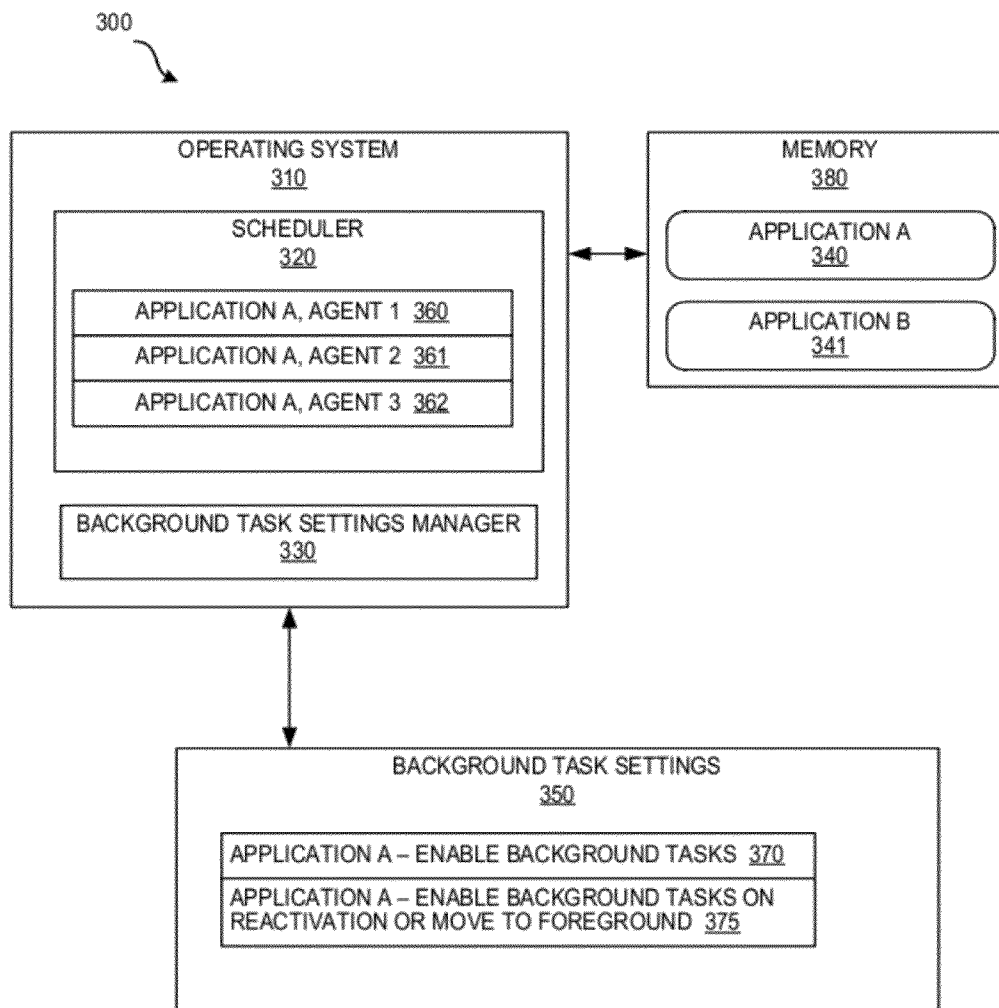 300
OPERATING SYSTEM
310
SCHEDULER
320
APPLICATION A, AGENT 1 360
APPLICATION A, AGENT 2 361
APPLICATION A, AGENT 3 362
BACKGROUND TASK SETTINGS MANAGER
330
MEMORY
380
APPLICATION A
340
APPLICATION B
341
BACKGROUND TASK SETTINGS
350
APPLICATION A – ENABLE BACKGROUND TASKS 370
APPLICATION A – ENABLE BACKGROUND TASKS ON
REACTIVATION OR MOVE TO FOREGROUND 375